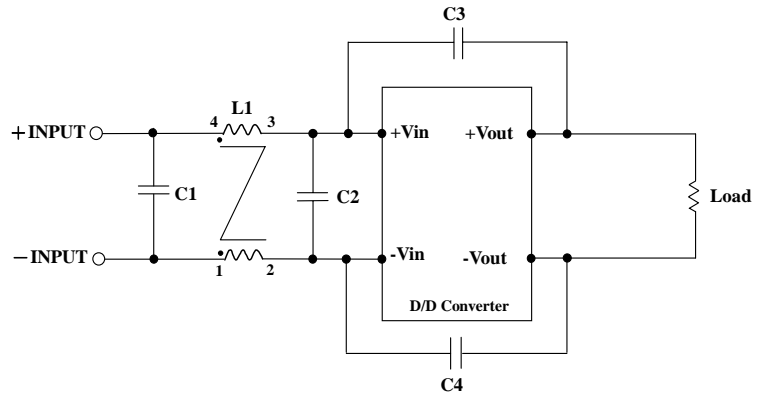 C3
L1
4 3
+INPUT
+Vin +Vout
C1
C2
Load
−INPUT
1 2
-Vin -Vout
D/D Converter
C4